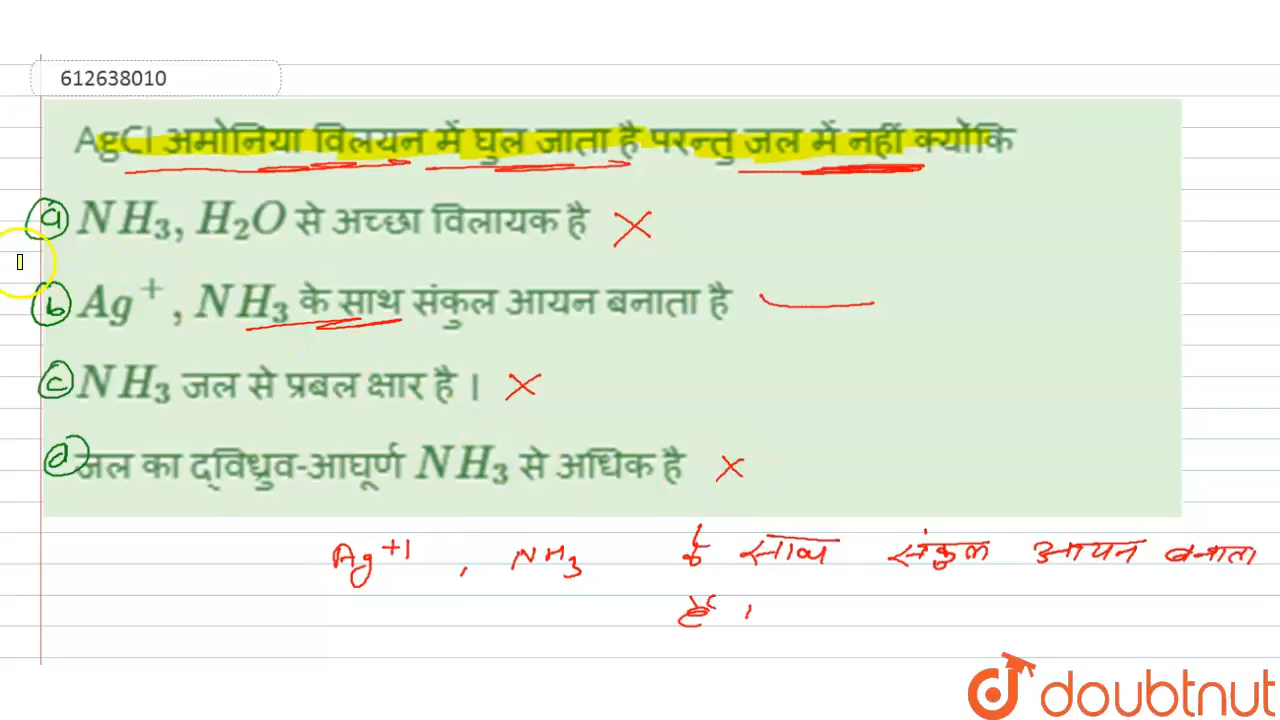 612638010
AgCl अमोनिया विलयन में घुल जाता है परन्तु जल में नहीं क्योंकि
(a) NH₃, H₂O से अच्छा विलायक है
(b) Ag⁺, NH₃ के साथ संकुल आयन बनाता है
(c) NH₃ जल से प्रबल क्षार है ।
(d) जल का द्विध्रुव-आघूर्ण NH₃ से अधिक है
Ag⁺¹, NH₃ के साथ संकुल आयन बनाता
है ।
doubtnut